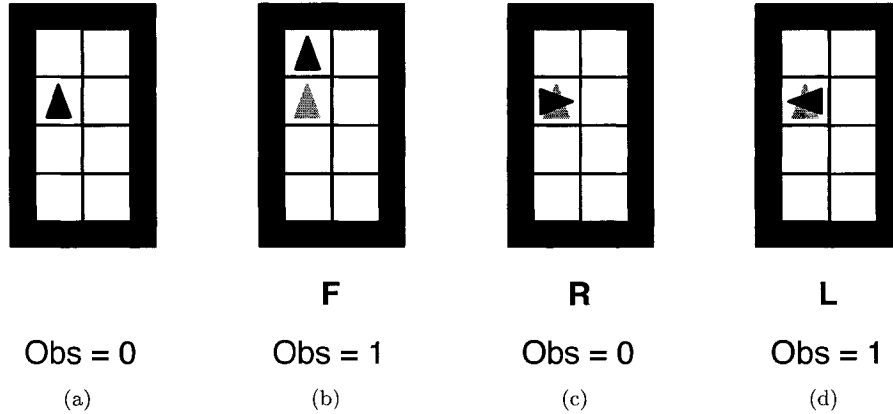 F R L
Obs = 0 Obs = 1 Obs = 0 Obs = 1
(a) (b) (c) (d)